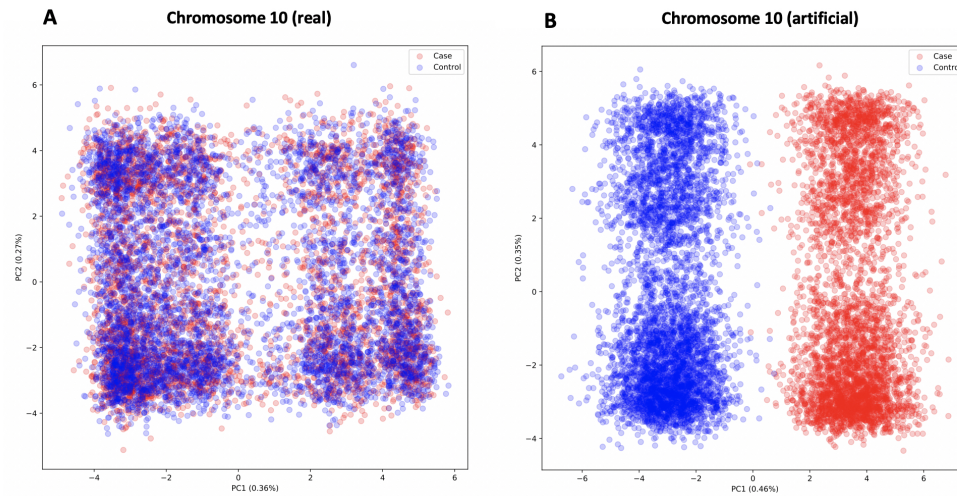 A
Chromosome 10 (real)
Case
Control
6
4
2
0
−2
−4
PC2 (0.27%)
−4
−2
0
2
4
6
PC1 (0.36%)
B
Chromosome 10 (artificial)
Case
Control
6
4
2
0
−2
−4
PC2 (0.35%)
−6
−4
−2
0
2
4
6
PC1 (0.46%)